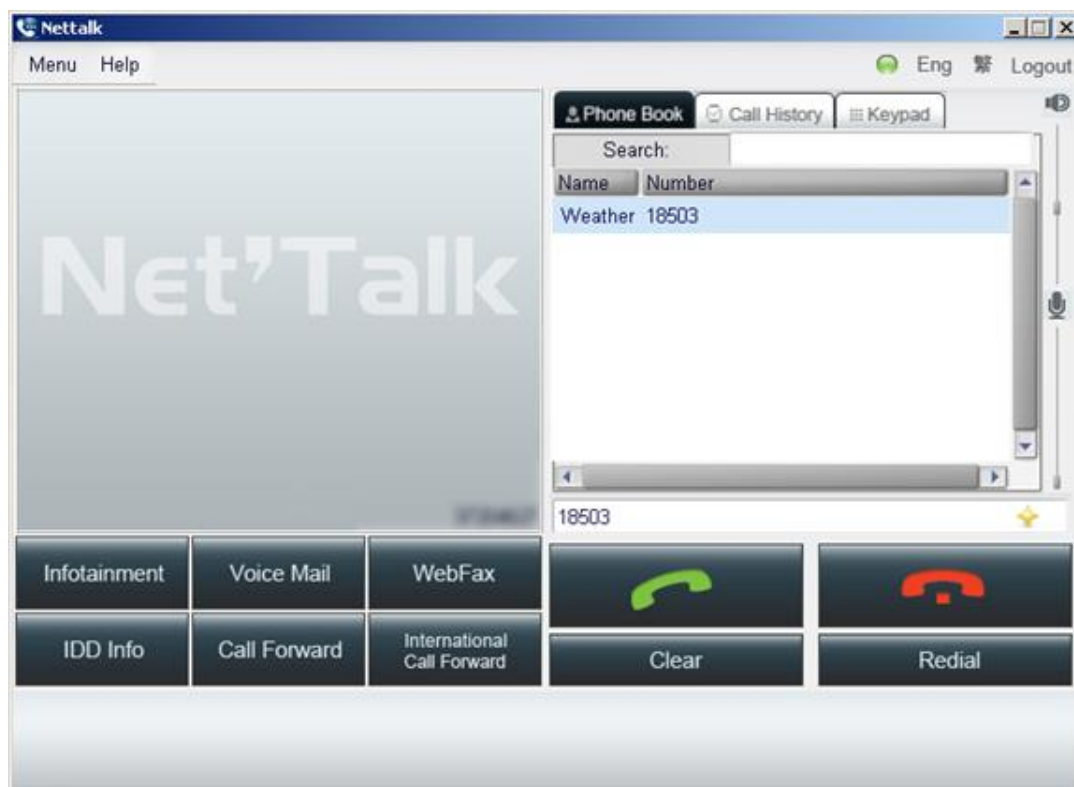 Nettalk
Menu Help
Eng 繁 Logout
Phone Book Call History Keypad
Search:
Name Number
Weather 18503
Net'Talk
18503
Infotainment Voice Mail WebFax
IDD Info Call Forward International Call Forward
Clear Redial